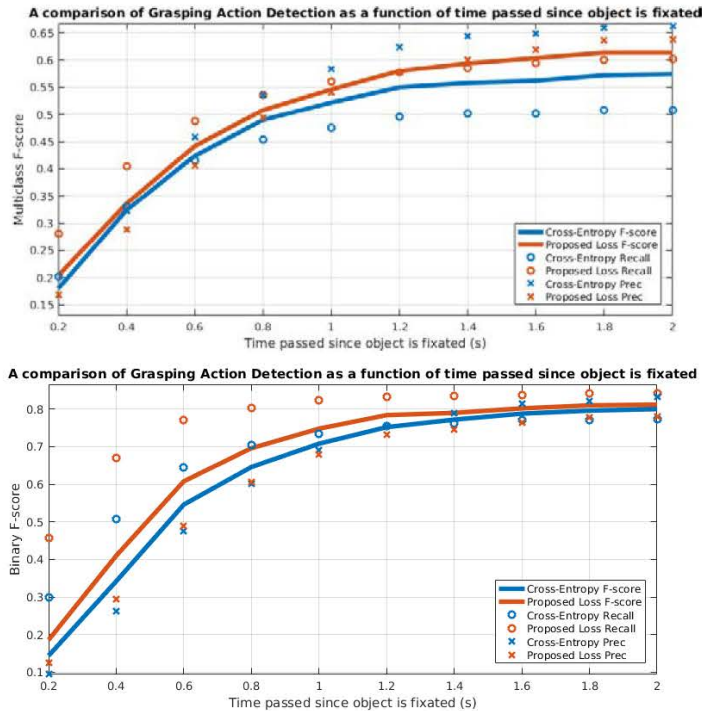 A comparison of Grasping Action Detection as a function of time passed since object is fixated
Multiclass F-score
0.65
0.6
0.55
0.5
0.45
0.4
0.35
0.3
0.25
0.2
0.15
Cross-Entropy F-score
Proposed Loss F-score
Cross-Entropy Recall
Proposed Loss Recall
Cross-Entropy Prec
Proposed Loss Prec
0.2 0.4 0.6 0.8 1 1.2 1.4 1.6 1.8 2
Time passed since object is fixated (s)
A comparison of Grasping Action Detection as a function of time passed since object is fixated
Binary F-score
0.8
0.7
0.6
0.5
0.4
0.3
0.2
0.1
Cross-Entropy F-score
Proposed Loss F-score
Cross-Entropy Recall
Proposed Loss Recall
Cross-Entropy Prec
Proposed Loss Prec
0.2 0.4 0.6 0.8 1 1.2 1.4 1.6 1.8 2
Time passed since object is fixated (s)